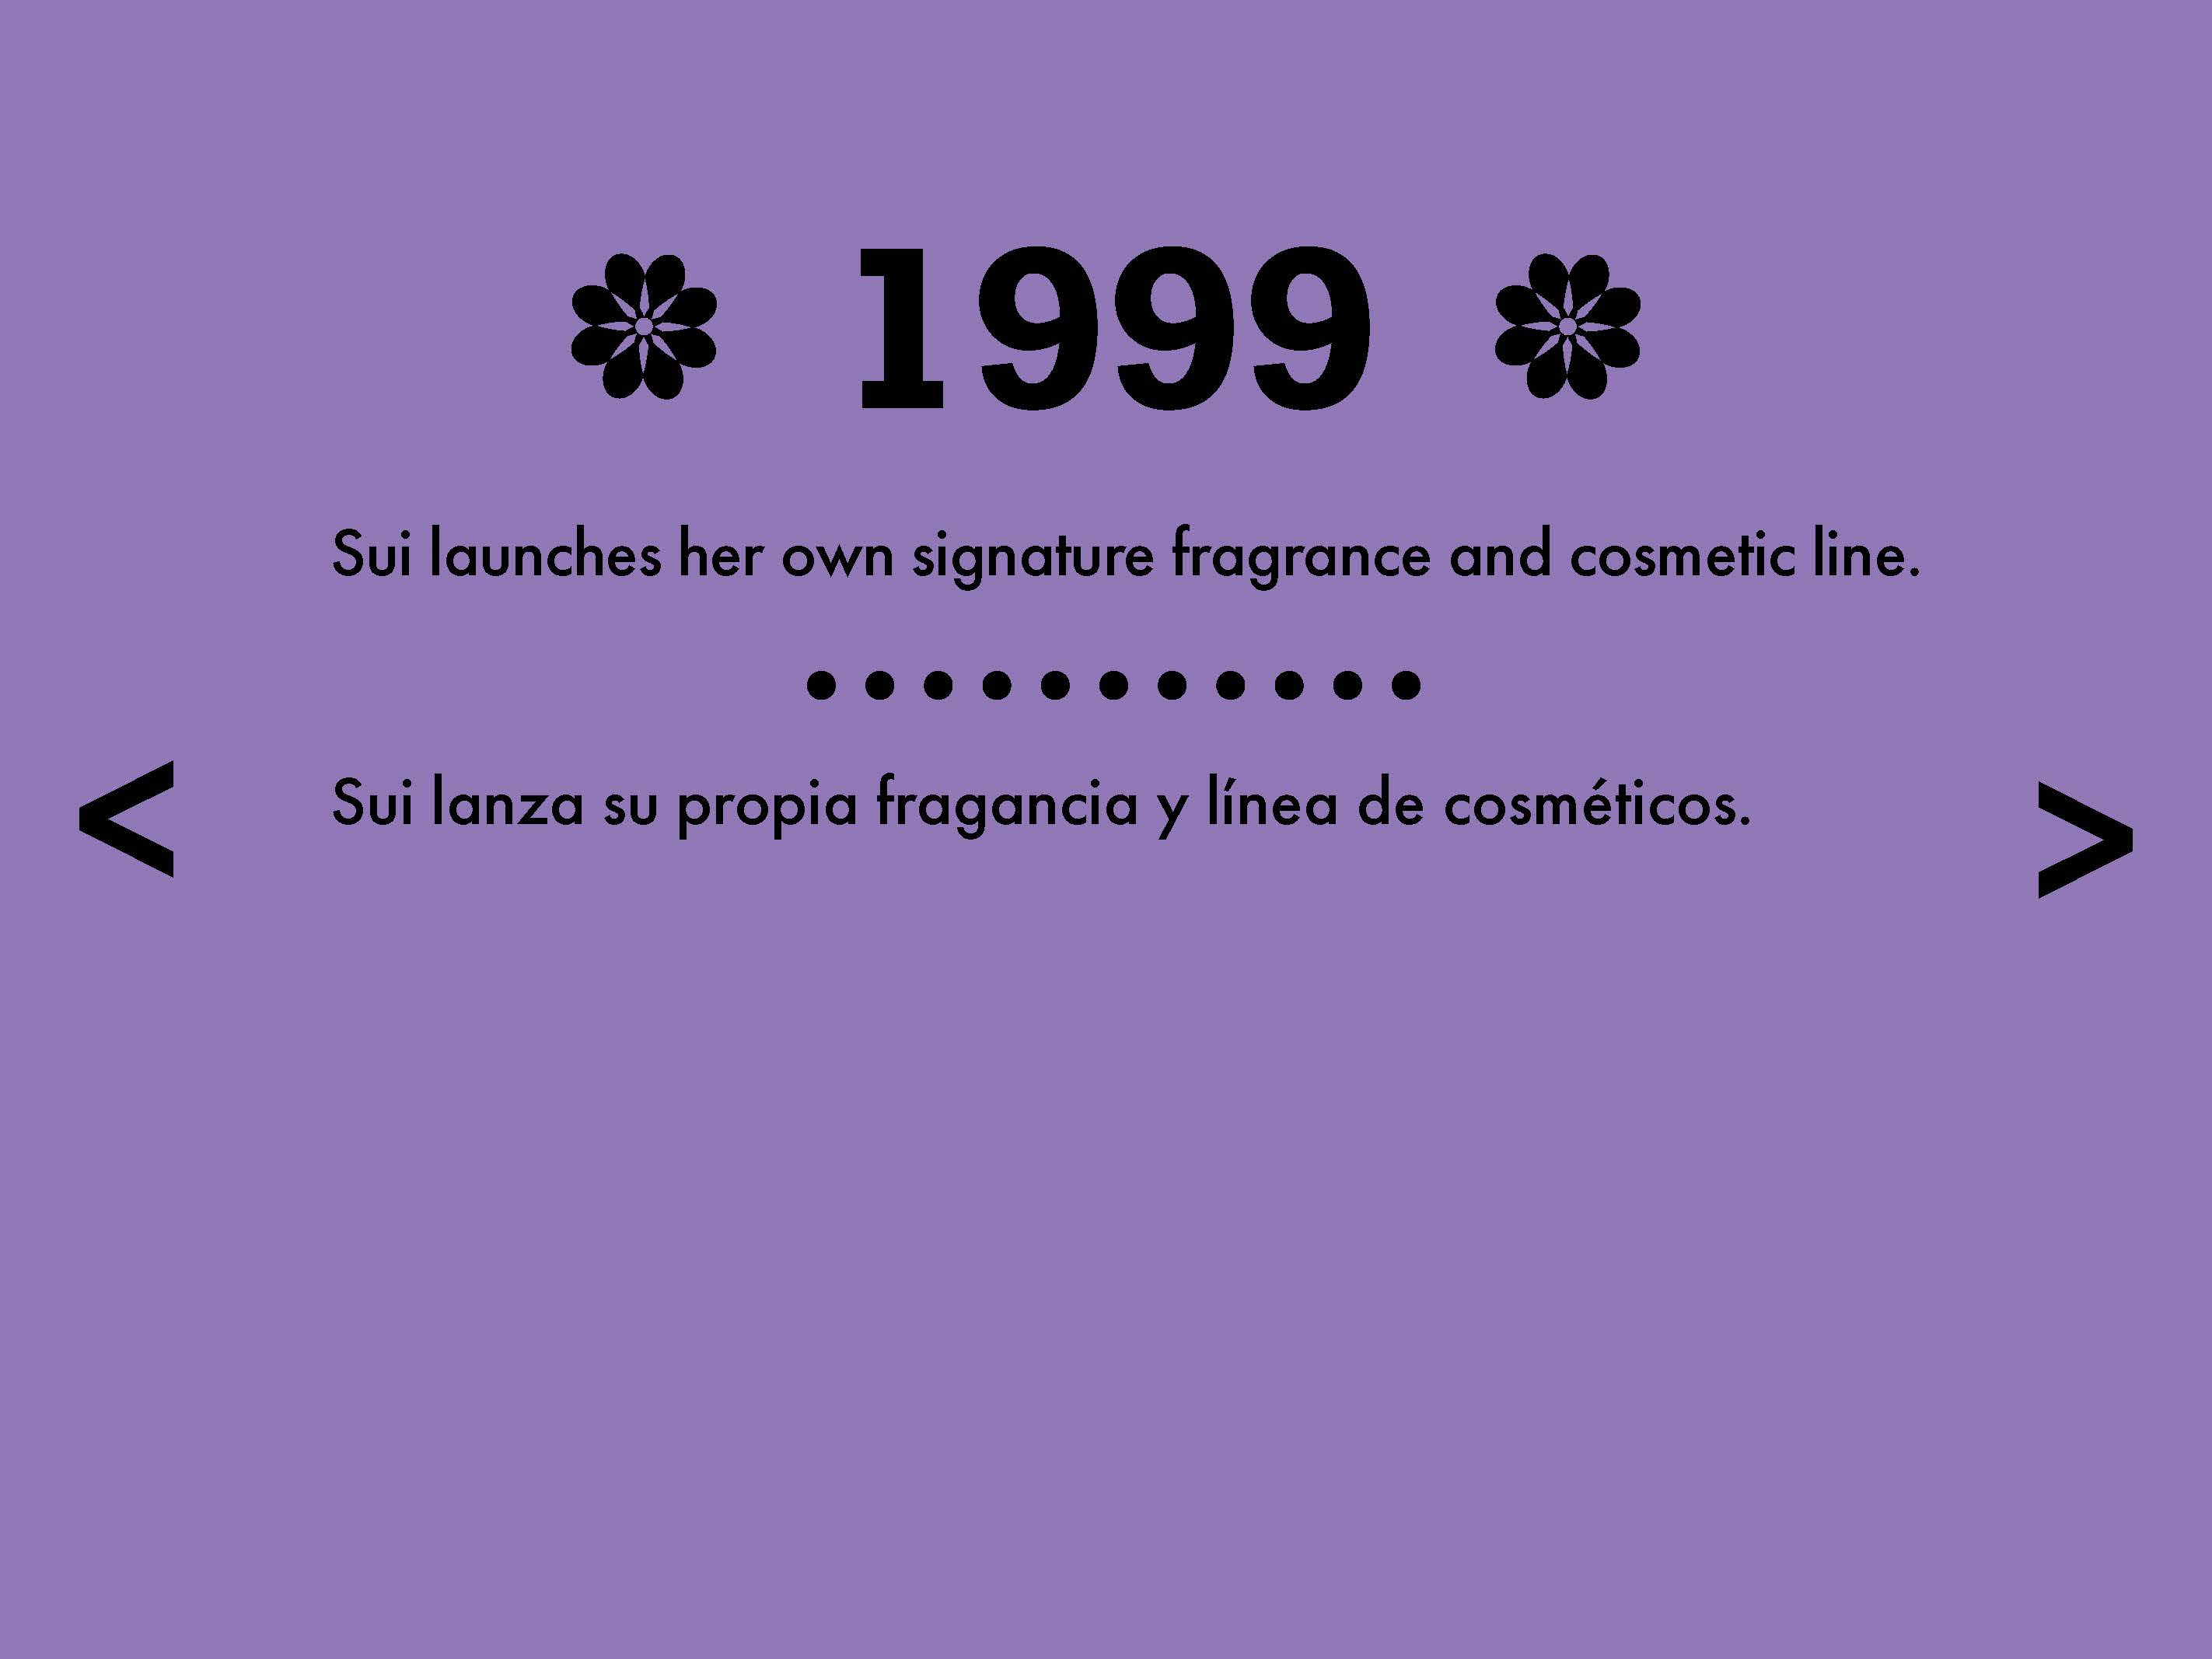 1999
Sui launches her own signature fragrance and cosmetic line.
Sui lanza su propia fragancia y línea de cosméticos.
< >